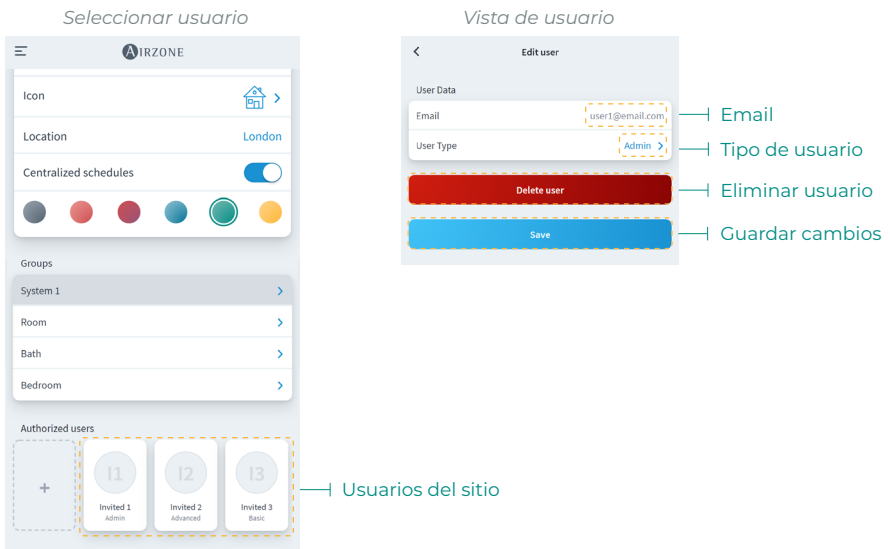 Seleccionar usuario
AIRZONE
Icon
Location London
Centralized schedules
Groups
System 1
Room
Bath
Bedroom
Authorized users
+
I1 I2 I3
Invited 1 Invited 2 Invited 3
Admin Advanced Basic
Usuarios del sitio
Vista de usuario
Edit user
User Data
Email user1@email.com
User Type Admin
Delete user
Save
Email
Tipo de usuario
Eliminar usuario
Guardar cambios